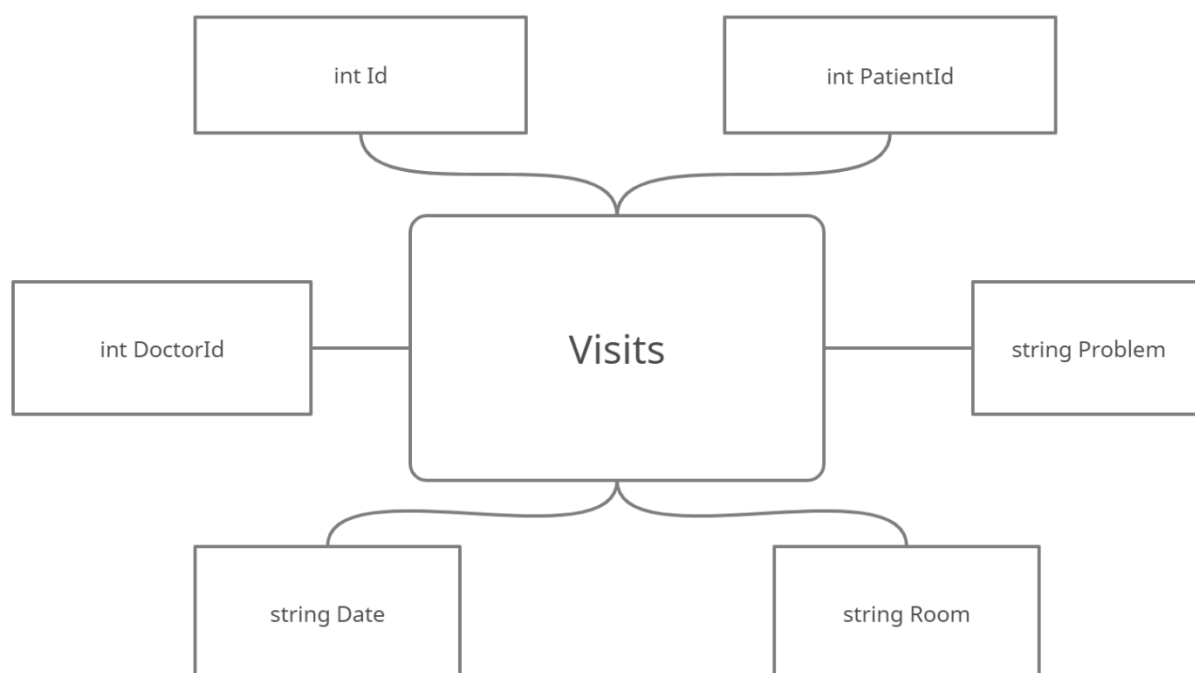 int Id
int PatientId
int DoctorId
Visits
string Problem
string Date
string Room